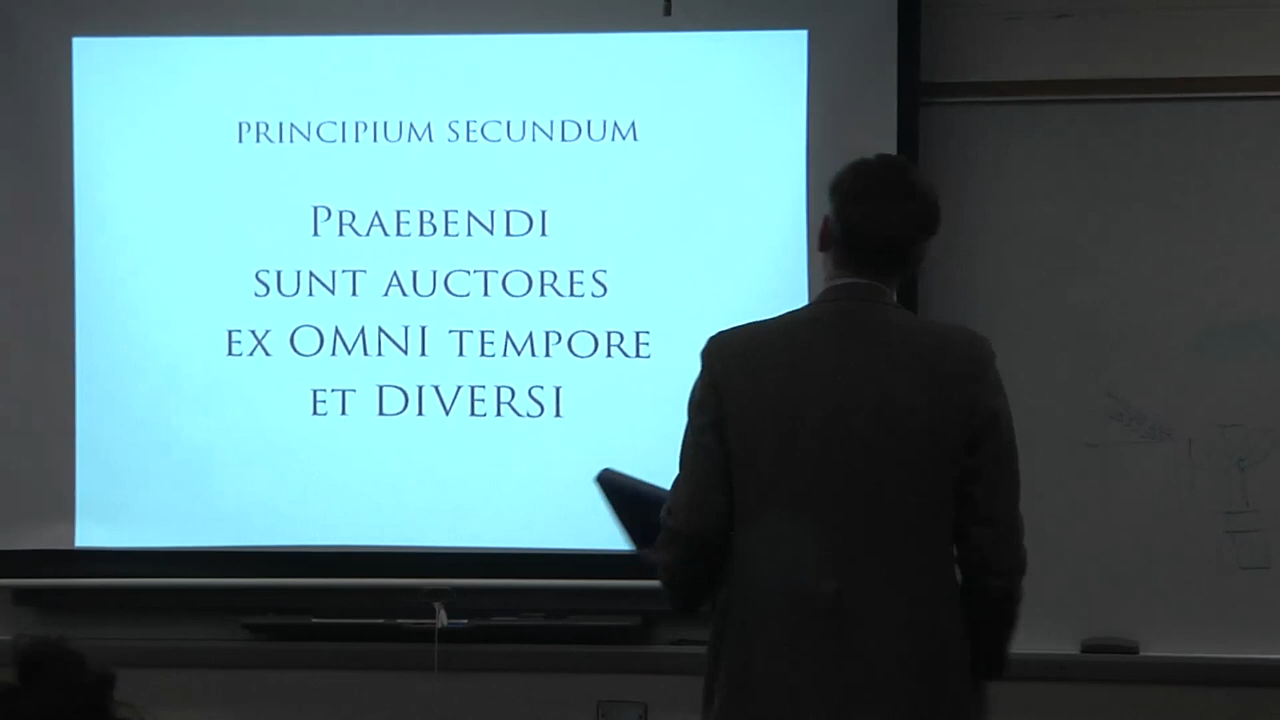 PRINCIPIUM SECUNDUM
PRAEBENDI
SUNT AUCTORES
EX OMNI TEMPORE
ET DIVERSI